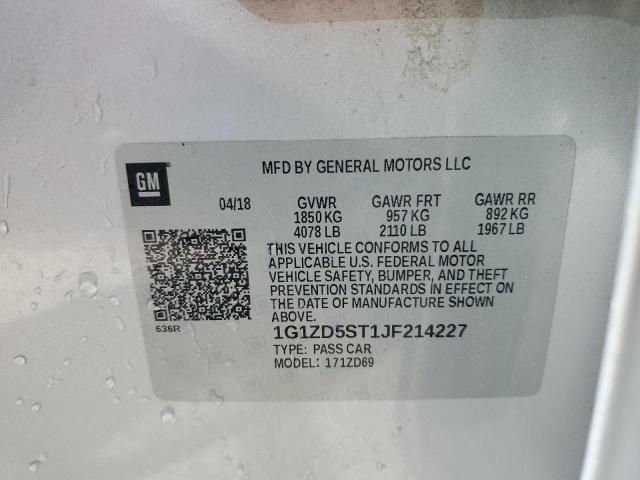 GM
MFD BY GENERAL MOTORS LLC
04/18 GVWR GAWR FRT GAWR RR
1850 KG 957 KG 892 KG
4078 LB 2110 LB 1967 LB
THIS VEHICLE CONFORMS TO ALL
APPLICABLE U.S. FEDERAL MOTOR
VEHICLE SAFETY, BUMPER, AND THEFT
PREVENTION STANDARDS IN EFFECT ON
THE DATE OF MANUFACTURE SHOWN
ABOVE.
636R
1G1ZD5ST1JF214227
TYPE: PASS CAR
MODEL: 171ZD69